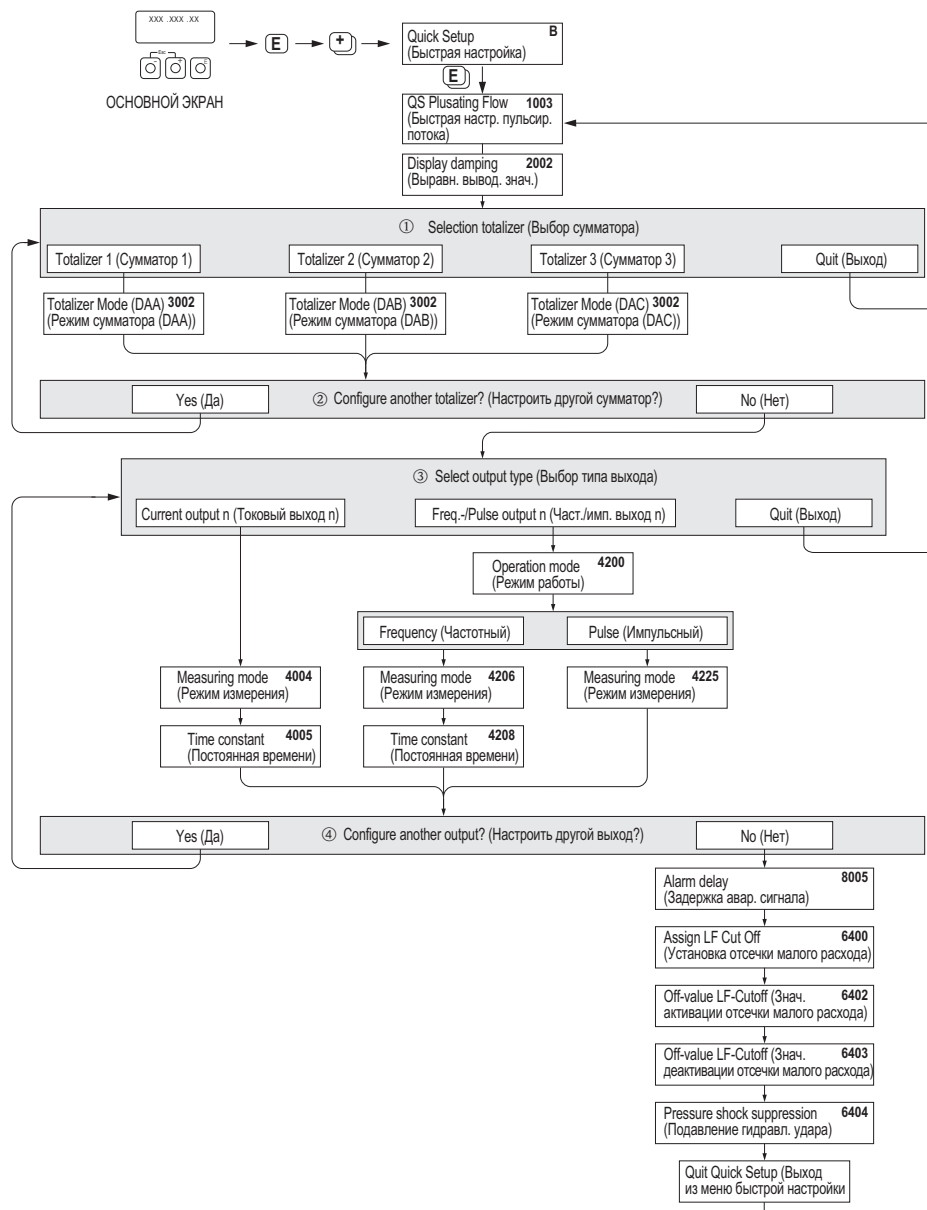 XXX .XXX .XX
Esc
- + E
ОСНОВНОЙ ЭКРАН
E
+
Quick Setup B
(Быстрая настройка)
E
QS Plusating Flow 1003
(Быстрая настр. пульсир.
потока)
Display damping 2002
(Выравн. вывод. знач.)
① Selection totalizer (Выбор сумматора)
Totalizer 1 (Сумматор 1)
Totalizer 2 (Сумматор 2)
Totalizer 3 (Сумматор 3)
Quit (Выход)
Totalizer Mode (DAA) 3002
(Режим сумматора (DAA))
Totalizer Mode (DAB) 3002
(Режим сумматора (DAB))
Totalizer Mode (DAC) 3002
(Режим сумматора (DAC))
Yes (Да)
② Configure another totalizer? (Настроить другой сумматор?)
No (Нет)
③ Select output type (Выбор типа выхода)
Current output n (Токовый выход n)
Freq.-/Pulse output n (Част./имп. выход n)
Quit (Выход)
Operation mode 4200
(Режим работы)
Frequency (Частотный)
Pulse (Импульсный)
Measuring mode 4004
(Режим измерения)
Measuring mode 4206
(Режим измерения)
Measuring mode 4225
(Режим измерения)
Time constant 4005
(Постоянная времени)
Time constant 4208
(Постоянная времени)
Yes (Да)
④ Configure another output? (Настроить другой выход?)
No (Нет)
Alarm delay 8005
(Задержка авар. сигнала)
Assign LF Cut Off 6400
(Установка отсечки малого расхода)
Off-value LF-Cutoff (Знач. 6402
активации отсечки малого расхода)
Off-value LF-Cutoff (Знач. 6403
деактивации отсечки малого расхода)
Pressure shock suppression 6404
(Подавление гидравл. удара)
Quit Quick Setup (Выход
из меню быстрой настройки